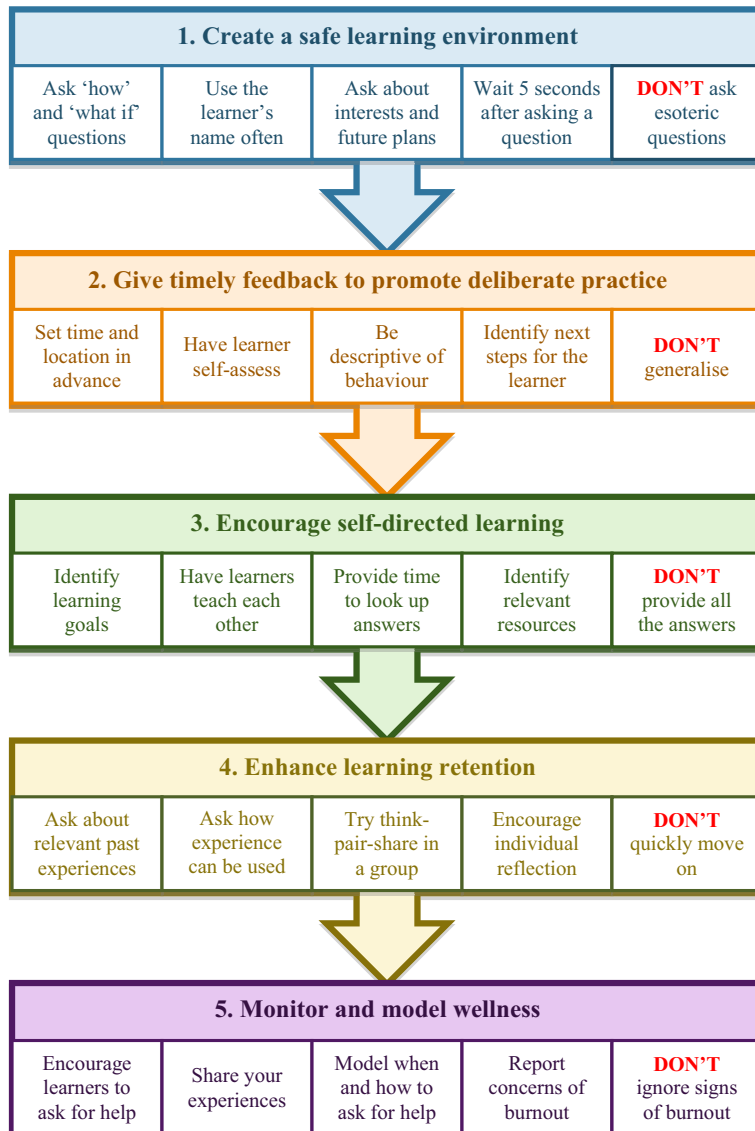 1. Create a safe learning environment
Ask ‘how’
and ‘what if’
questions
Use the
learner’s
name often
Ask about
interests and
future plans
Wait 5 seconds
after asking a
question
DON’T ask
esoteric
questions
2. Give timely feedback to promote deliberate practice
Set time and
location in
advance
Have learner
self-assess
Be
descriptive of
behaviour
Identify next
steps for the
learner
DON’T
generalise
3. Encourage self-directed learning
Identify
learning
goals
Have learners
teach each
other
Provide time
to look up
answers
Identify
relevant
resources
DON’T
provide all
the answers
4. Enhance learning retention
Ask about
relevant past
experiences
Ask how
experience
can be used
Try think-
pair-share in
a group
Encourage
individual
reflection
DON’T
quickly move
on
5. Monitor and model wellness
Encourage
learners to
ask for help
Share your
experiences
Model when
and how to
ask for help
Report
concerns of
burnout
DON’T
ignore signs
of burnout